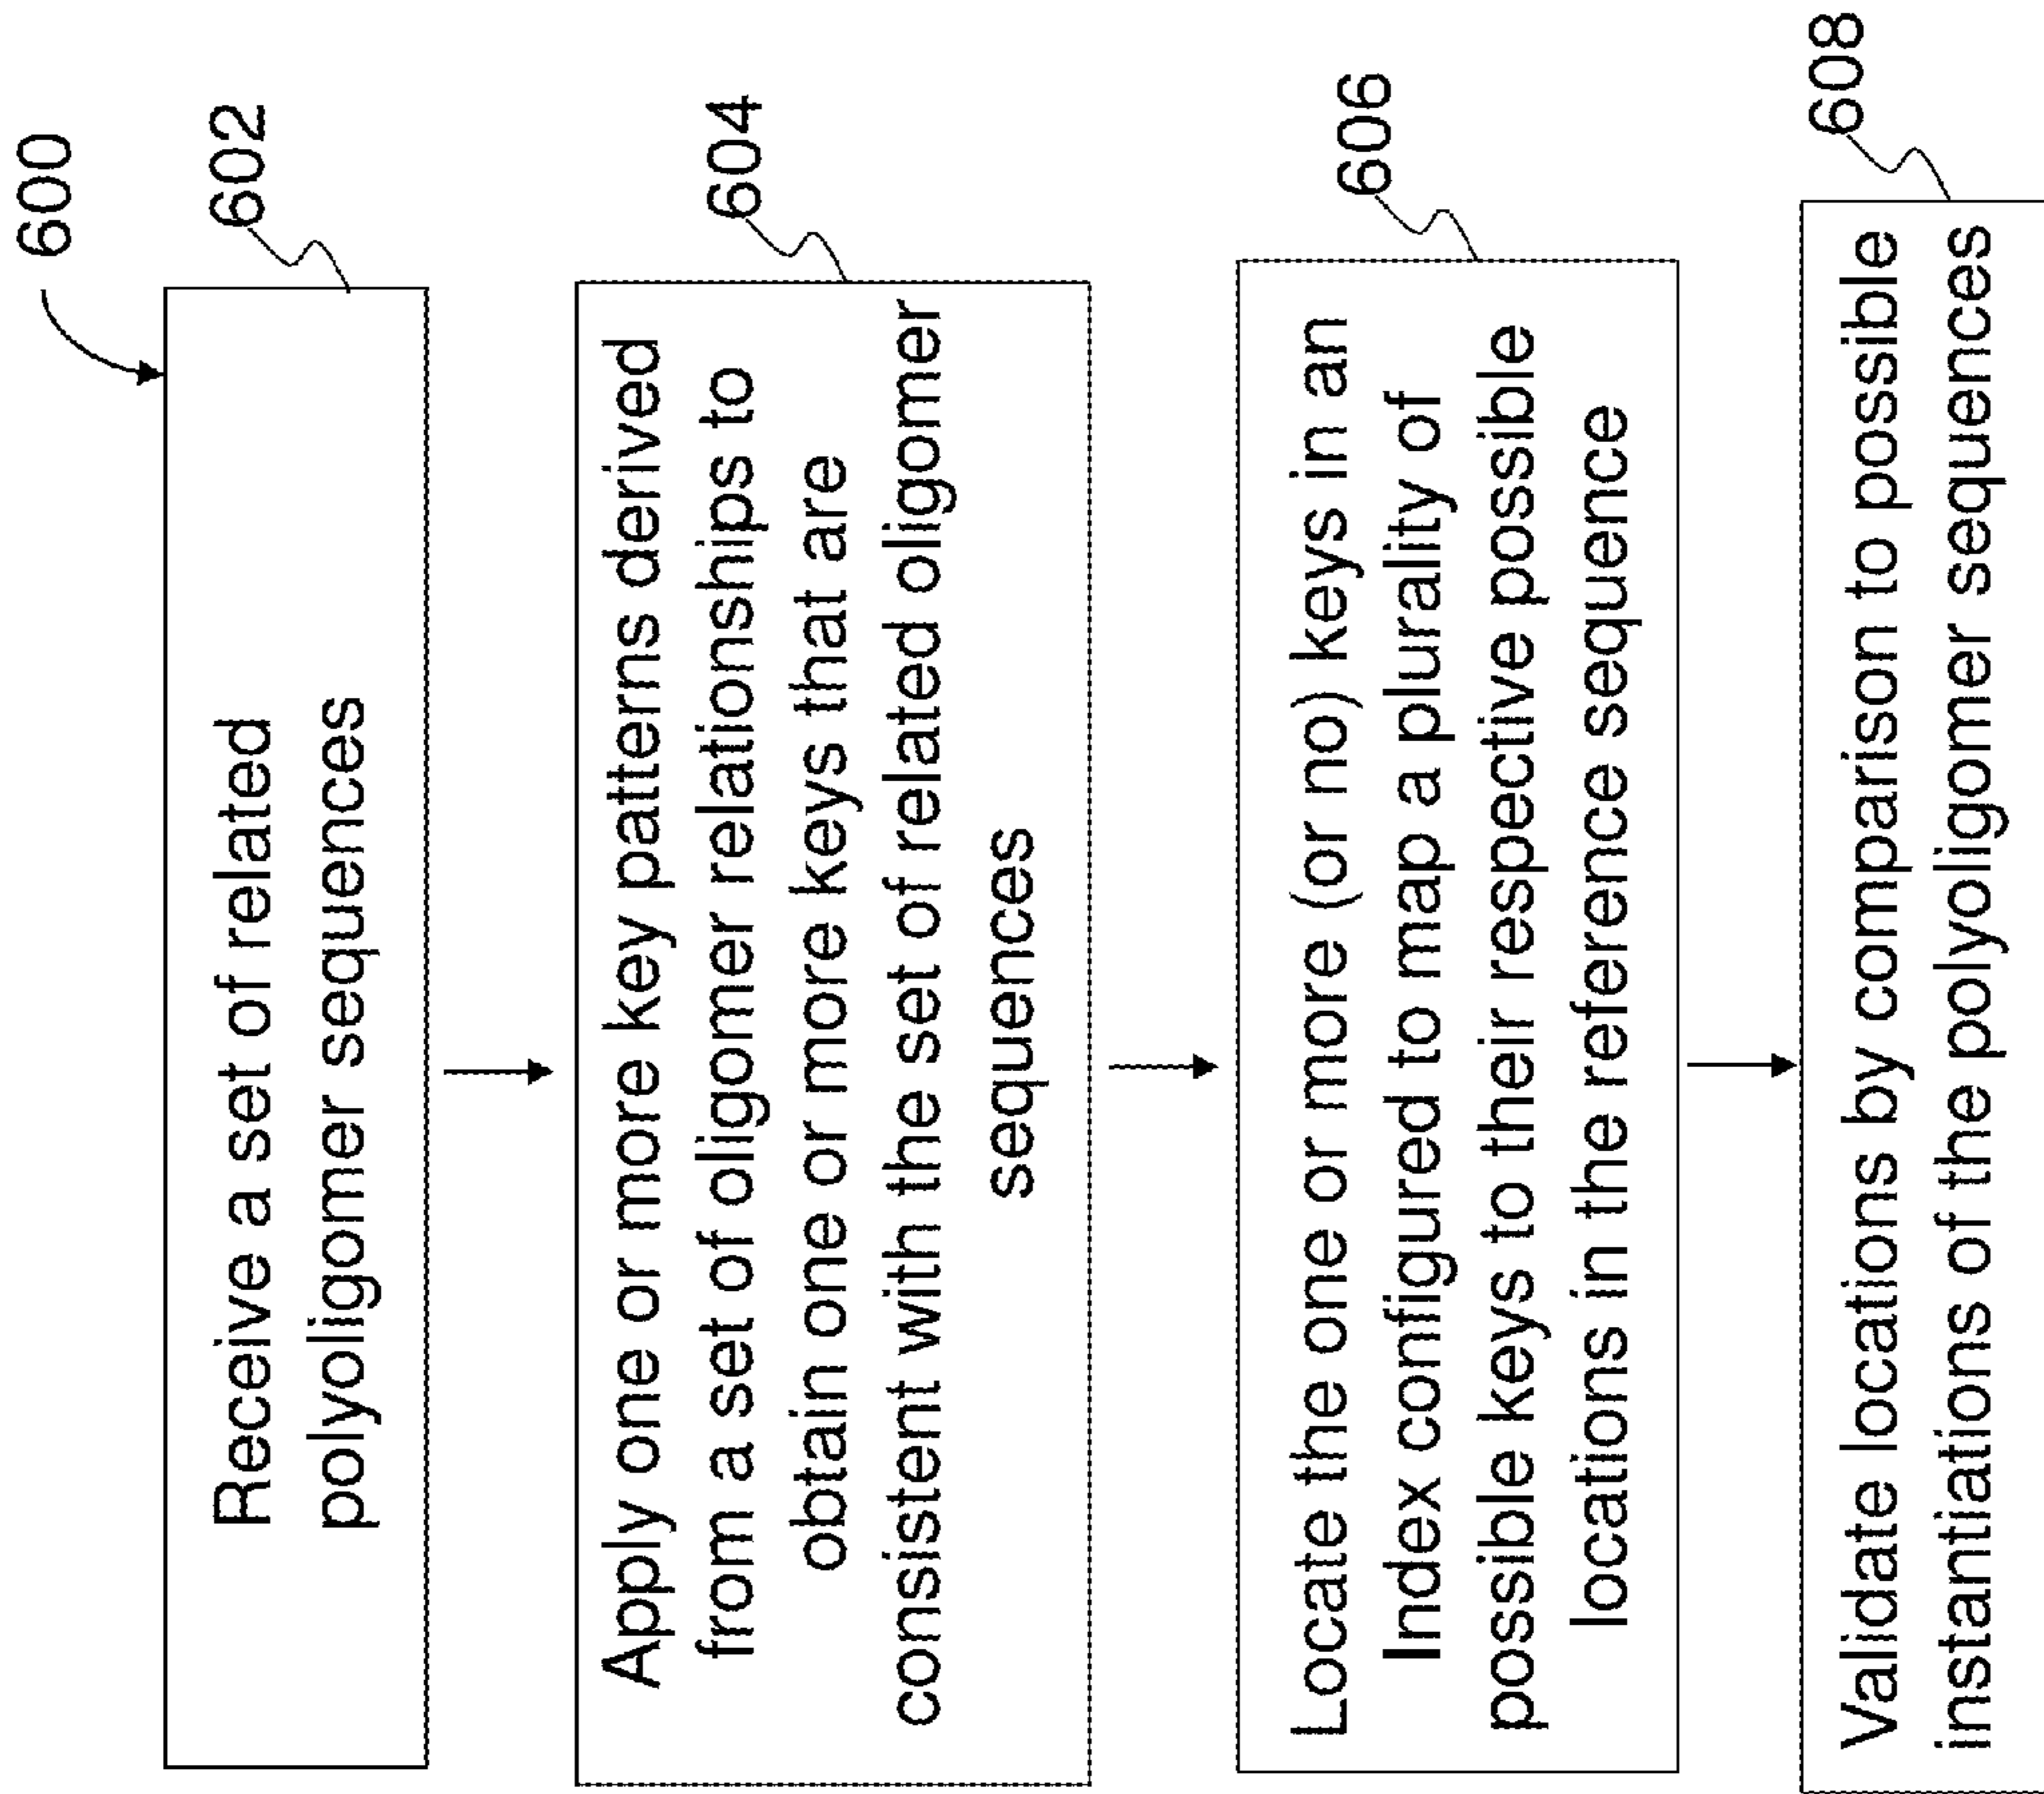 600
602
Receive a set of related
polyoligomer sequences
604
Apply one or more key patterns derived
from a set of oligomer relationships to
obtain one or more keys that are
consistent with the set of related oligomer
sequences
606
Locate the one or more (or no) keys in an
Index configured to map a plurality of
possible keys to their respective possible
locations in the reference sequence
608
Validate locations by comparison to possible
instantiations of the polyoligomer sequences